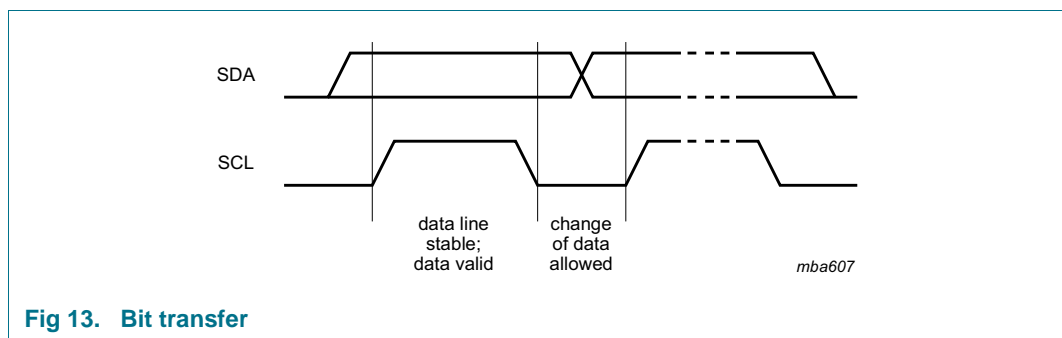 SDA
SCL
data line
stable;
data valid
change
of data
allowed
mba607
Fig 13. Bit transfer